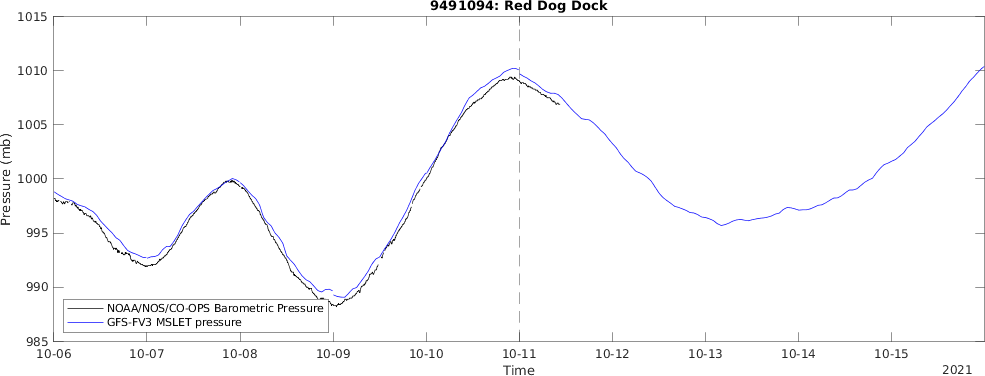 9491094: Red Dog Dock
Pressure (mb)
1015
1010
1005
1000
995
990
985
NOAA/NOS/CO-OPS Barometric Pressure
GFS-FV3 MSLET pressure
10-06 10-07 10-08 10-09 10-10 10-11 10-12 10-13 10-14 10-15
Time
2021